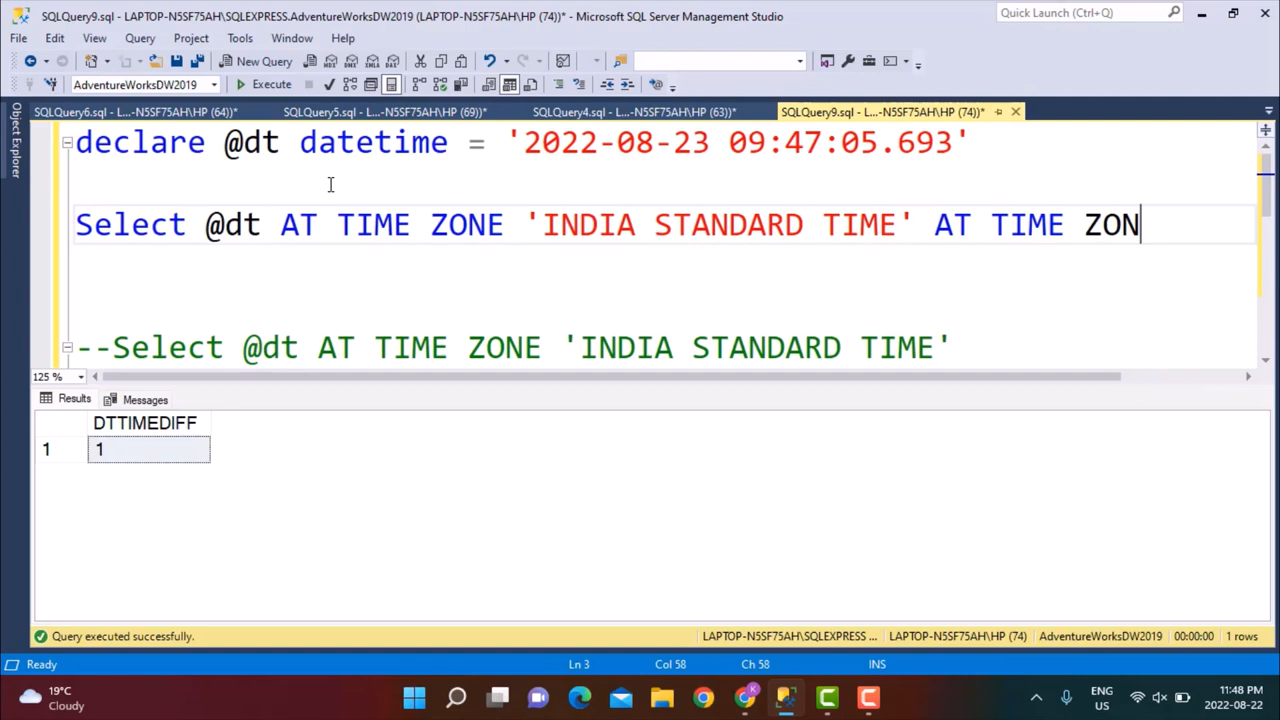 SQLQuery9.sql - LAPTOP-N5SF75AH\SQLEXPRESS.AdventureWorksDW2019 (LAPTOP-N5SF75AH\HP (74))* - Microsoft SQL Server Management Studio
Quick Launch (Ctrl+Q)
File Edit View Query Project Tools Window Help
New Query
MDX DMX XMLA DAX
AdventureWorksDW2019 Execute
Object Explorer
SQLQuery6.sql - L...-N5SF75AH\HP (64))* SQLQuery5.sql - L...-N5SF75AH\HP (69))* SQLQuery4.sql - L...-N5SF75AH\HP (63))* SQLQuery9.sql - L...-N5SF75AH\HP (74))*
declare @dt datetime = '2022-08-23 09:47:05.693'
Select @dt AT TIME ZONE 'INDIA STANDARD TIME' AT TIME ZON
--Select @dt AT TIME ZONE 'INDIA STANDARD TIME'
125 %
Results Messages
DTTIMEDIFF
1 1
Query executed successfully. LAPTOP-N5SF75AH\SQLEXPRESS ... LAPTOP-N5SF75AH\HP (74) AdventureWorksDW2019 00:00:00 1 rows
Ready Ln 3 Col 58 Ch 58 INS
19°C
Cloudy
ENG
US
11:48 PM
2022-08-22